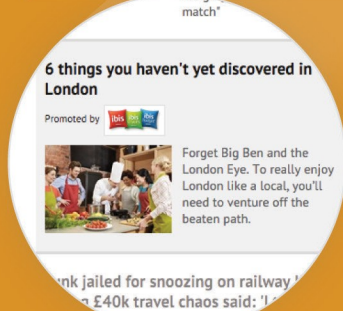 match"
6 things you haven't yet discovered in
London
Promoted by
ibis ibis ibis
Forget Big Ben and the
London Eye. To really enjoy
London like a local, you'll
need to venture off the
beaten path.
jailed for snoozing on railway
£40k travel chaos said: